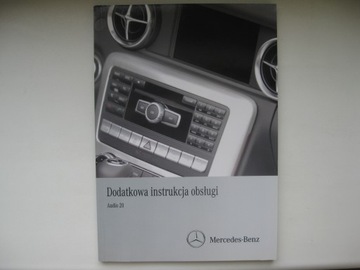 Dodatkowa instrukcja obsługi
Audio 20
Mercedes-Benz